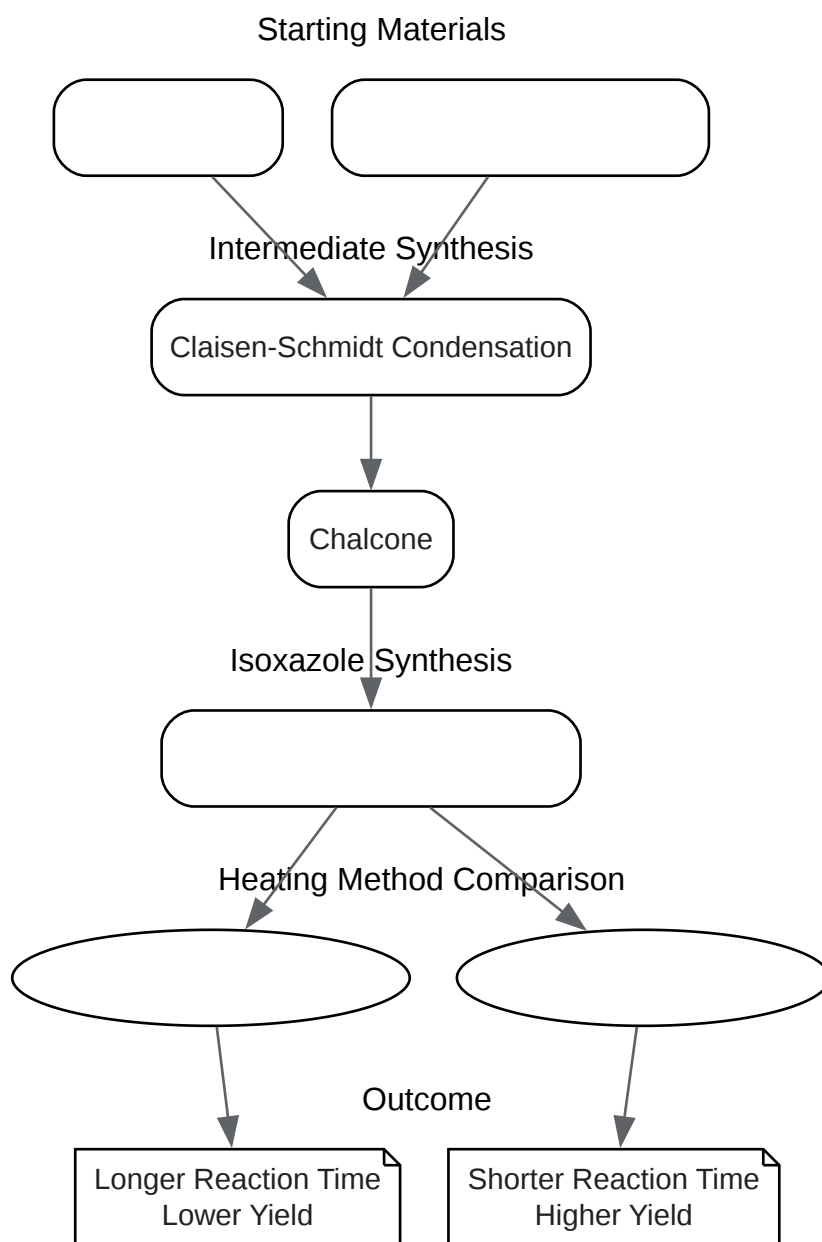 Starting Materials
Intermediate Synthesis
Claisen-Schmidt Condensation
Chalcone
Isoxazole Synthesis
Heating Method Comparison
Outcome
Longer Reaction Time
Lower Yield
Shorter Reaction Time
Higher Yield